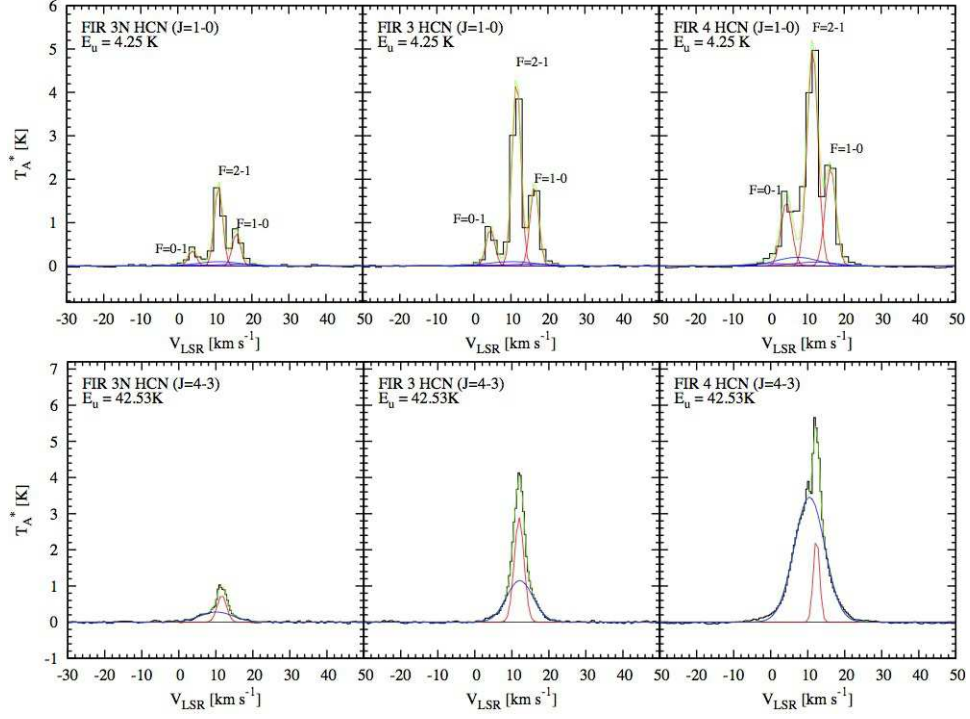 FIR 3N HCN (J=1-0)
E_u = 4.25 K
F=0-1
F=2-1
F=1-0
FIR 3 HCN (J=1-0)
E_u = 4.25 K
F=0-1
F=2-1
F=1-0
FIR 4 HCN (J=1-0)
E_u = 4.25 K
F=0-1
F=2-1
F=1-0
T_A^* [K]
6
5
4
3
2
1
0
-30 -20 -10 0 10 20 30 40 50
-20 -10 0 10 20 30 40 50
-20 -10 0 10 20 30 40 50
V_LSR [km s^-1]
V_LSR [km s^-1]
V_LSR [km s^-1]
FIR 3N HCN (J=4-3)
E_u = 42.53K
FIR 3 HCN (J=4-3)
E_u = 42.53K
FIR 4 HCN (J=4-3)
E_u = 42.53K
T_A^* [K]
7
6
5
4
3
2
1
0
-1
-30 -20 -10 0 10 20 30 40 50
-20 -10 0 10 20 30 40 50
-20 -10 0 10 20 30 40 50
V_LSR [km s^-1]
V_LSR [km s^-1]
V_LSR [km s^-1]